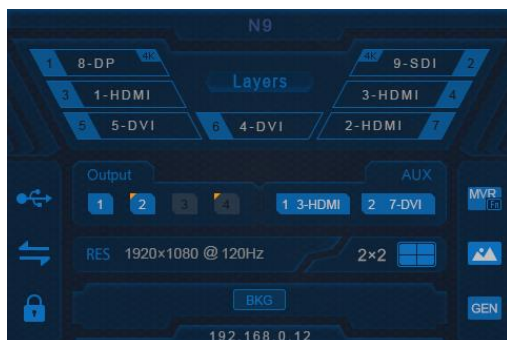 N9
1 8-DP 4K 4K 9-SDI 2
Layers
3 1-HDMI 3-HDMI 4
5 5-DVI 6 4-DVI 2-HDMI 7
Output AUX
1 2 3 4 1 3-HDMI 2 7-DVI
MVR
Fn
RES 1920×1080 @ 120Hz 2×2
BKG
GEN
192.168.0.12